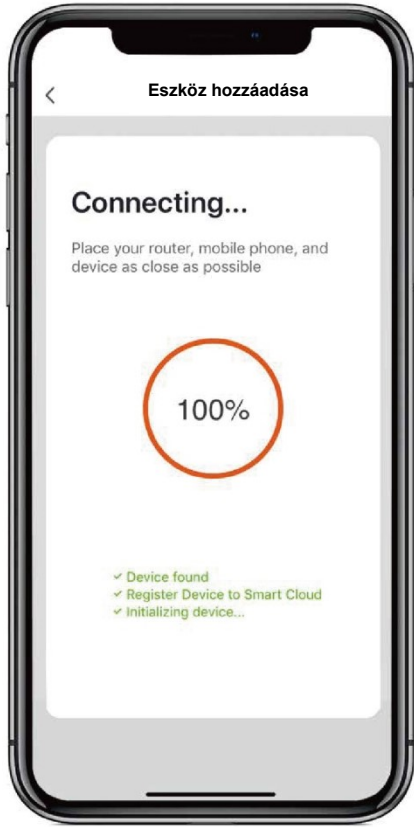 Eszköz hozzáadása
Connecting...
Place your router, mobile phone, and
device as close as possible
100%
✓ Device found
✓ Register Device to Smart Cloud
✓ Initializing device...